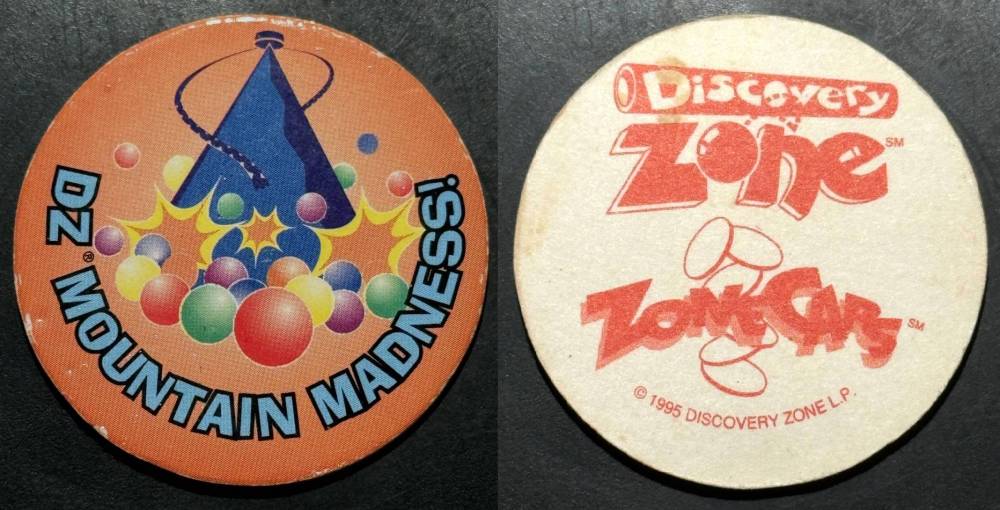 DZ® MOUNTAIN MADNESS!
Discovery
Zone SM
ZONE CAPS SM
© 1995 DISCOVERY ZONE L.P.